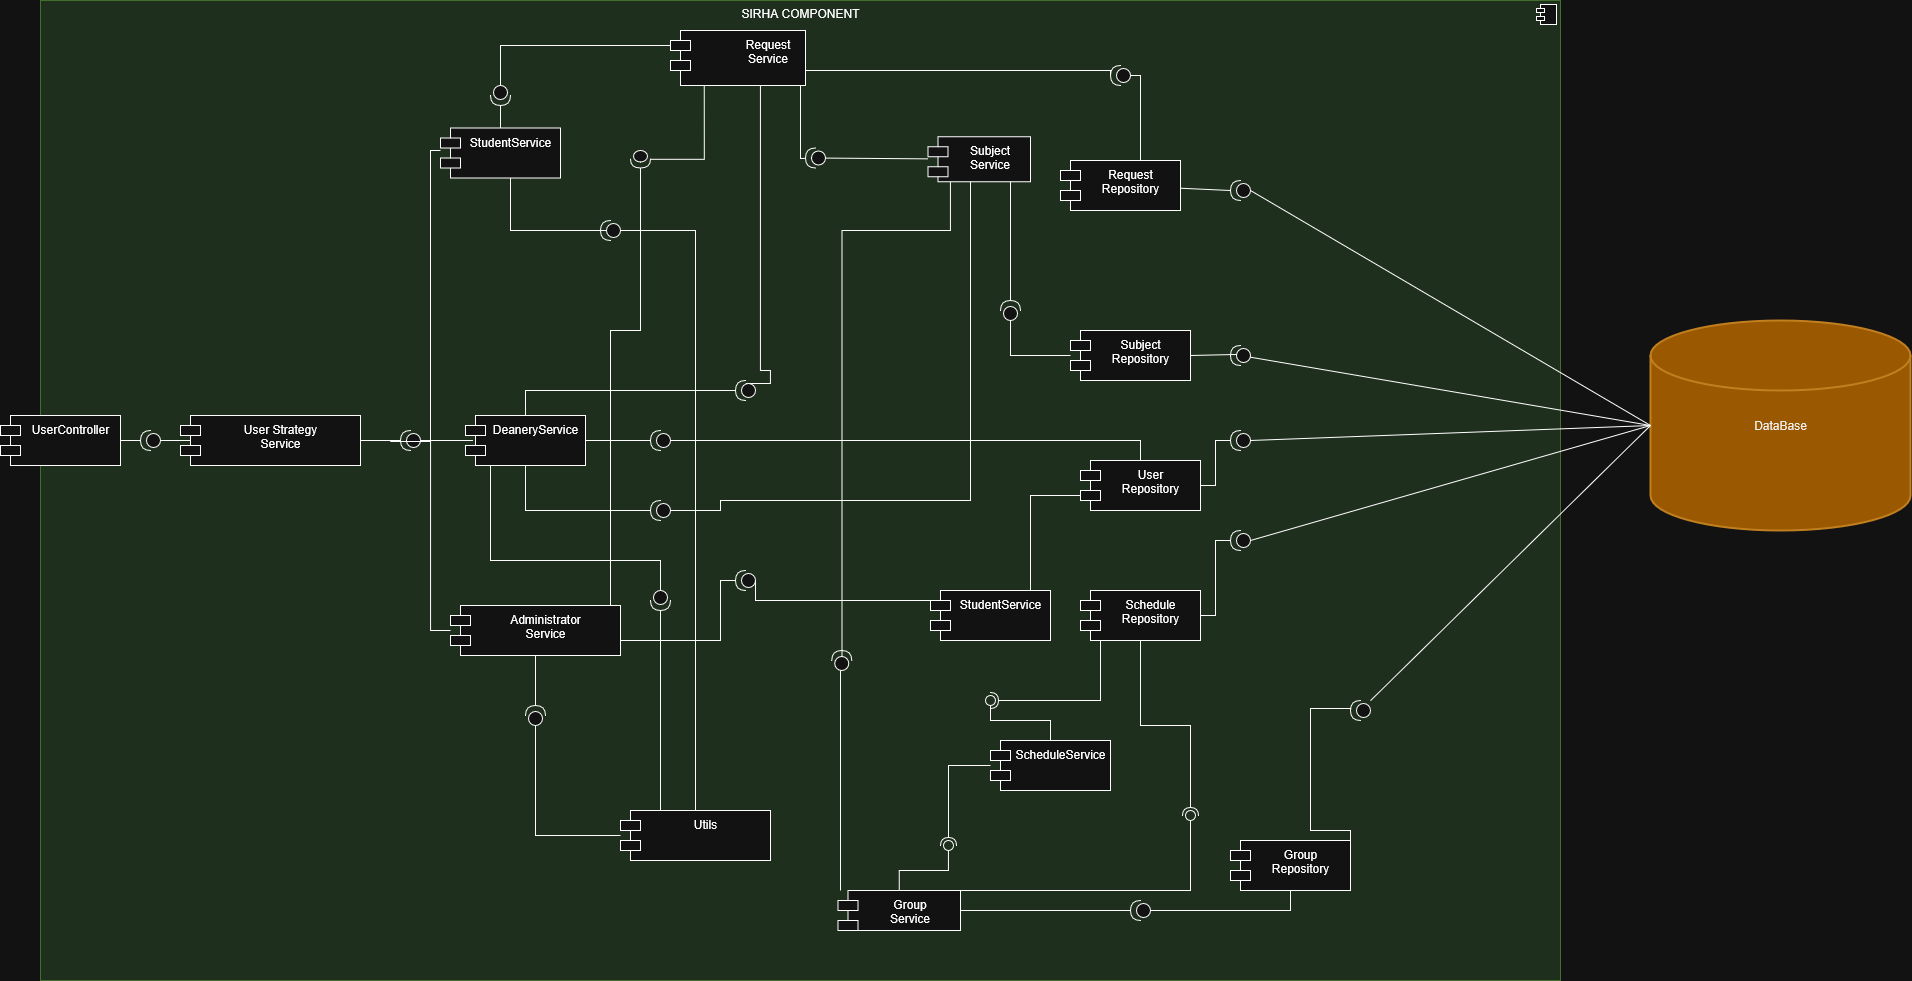 SIRHA COMPONENT
Request
Service
StudentService
Subject
Service
Request
Repository
Subject
Repository
UserController
User Strategy
Service
DeaneryService
DataBase
User
Repository
Administrator
Service
StudentService
Schedule
Repository
ScheduleService
Utils
Group
Repository
Group
Service